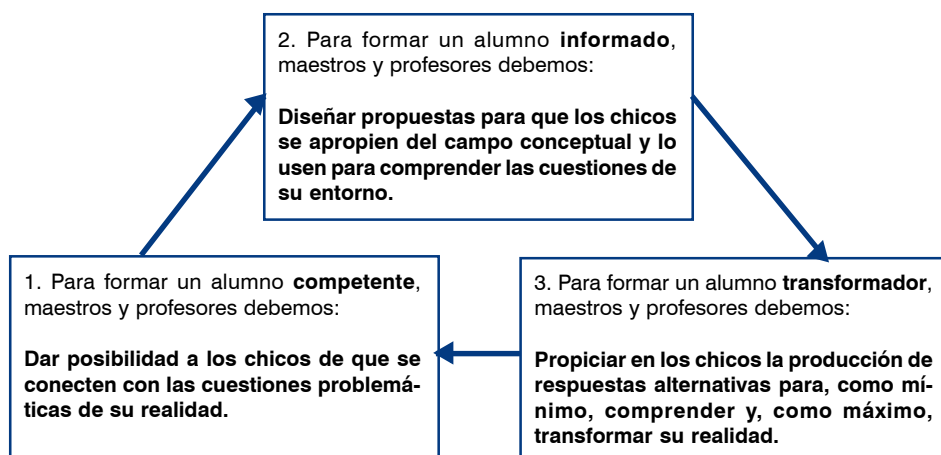 2. Para formar un alumno informado,
maestros y profesores debemos:
Diseñar propuestas para que los chicos
se apropien del campo conceptual y lo
usen para comprender las cuestiones de
su entorno.
1. Para formar un alumno competente,
maestros y profesores debemos:
Dar posibilidad a los chicos de que se
conecten con las cuestiones problemá-
ticas de su realidad.
3. Para formar un alumno transformador,
maestros y profesores debemos:
Propiciar en los chicos la producción de
respuestas alternativas para, como mí-
nimo, comprender y, como máximo,
transformar su realidad.